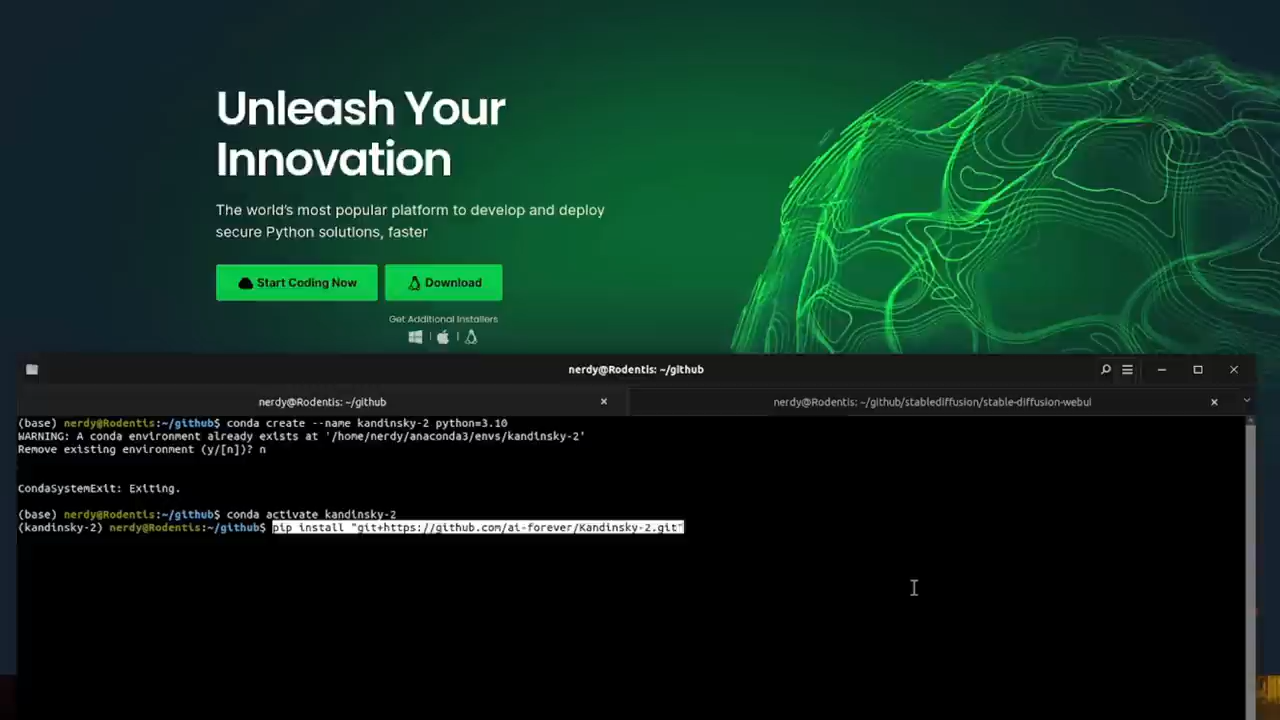 Unleash Your
Innovation
The world's most popular platform to develop and deploy
secure Python solutions, faster
Start Coding Now
Download
Get Additional Installers
nerdy@Rodentis: ~/github
nerdy@Rodentis: ~/github
nerdy@Rodentis: ~/github/stablediffusion/stable-diffusion-webui
(base) nerdy@Rodentis:~/github$ conda create --name kandinsky-2 python=3.10
WARNING: A conda environment already exists at '/home/nerdy/anaconda3/envs/kandinsky-2'
Remove existing environment (y/[n])? n
CondaSystemExit: Exiting.
(base) nerdy@Rodentis:~/github$ conda activate kandinsky-2
(kandinsky-2) nerdy@Rodentis:~/github$ pip install "git+https://github.com/ai-forever/Kandinsky-2.git"